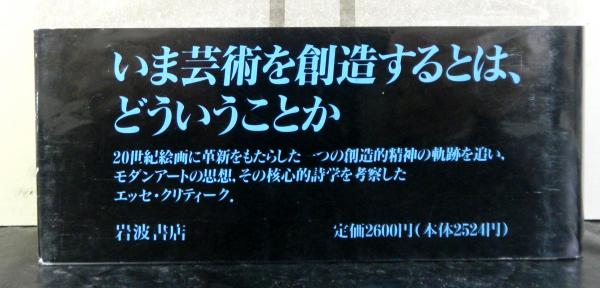 いま芸術を創造するとは、
どういうことか
20世紀絵画に革新をもたらした一つの創造的精神の軌跡を追い、
モダンアートの思想、その核心的詩学を考察した
エッセ・クリティーク.
岩波書店 定価2600円(本体2524円)